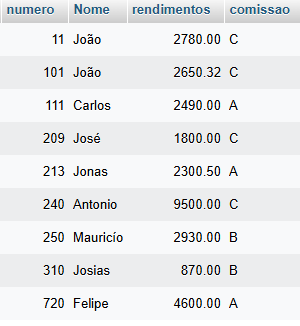 numero Nome rendimentos comissao
11 João 2780.00 C
101 João 2650.32 C
111 Carlos 2490.00 A
209 José 1800.00 C
213 Jonas 2300.50 A
240 Antonio 9500.00 C
250 Mauricío 2930.00 B
310 Josias 870.00 B
720 Felipe 4600.00 A